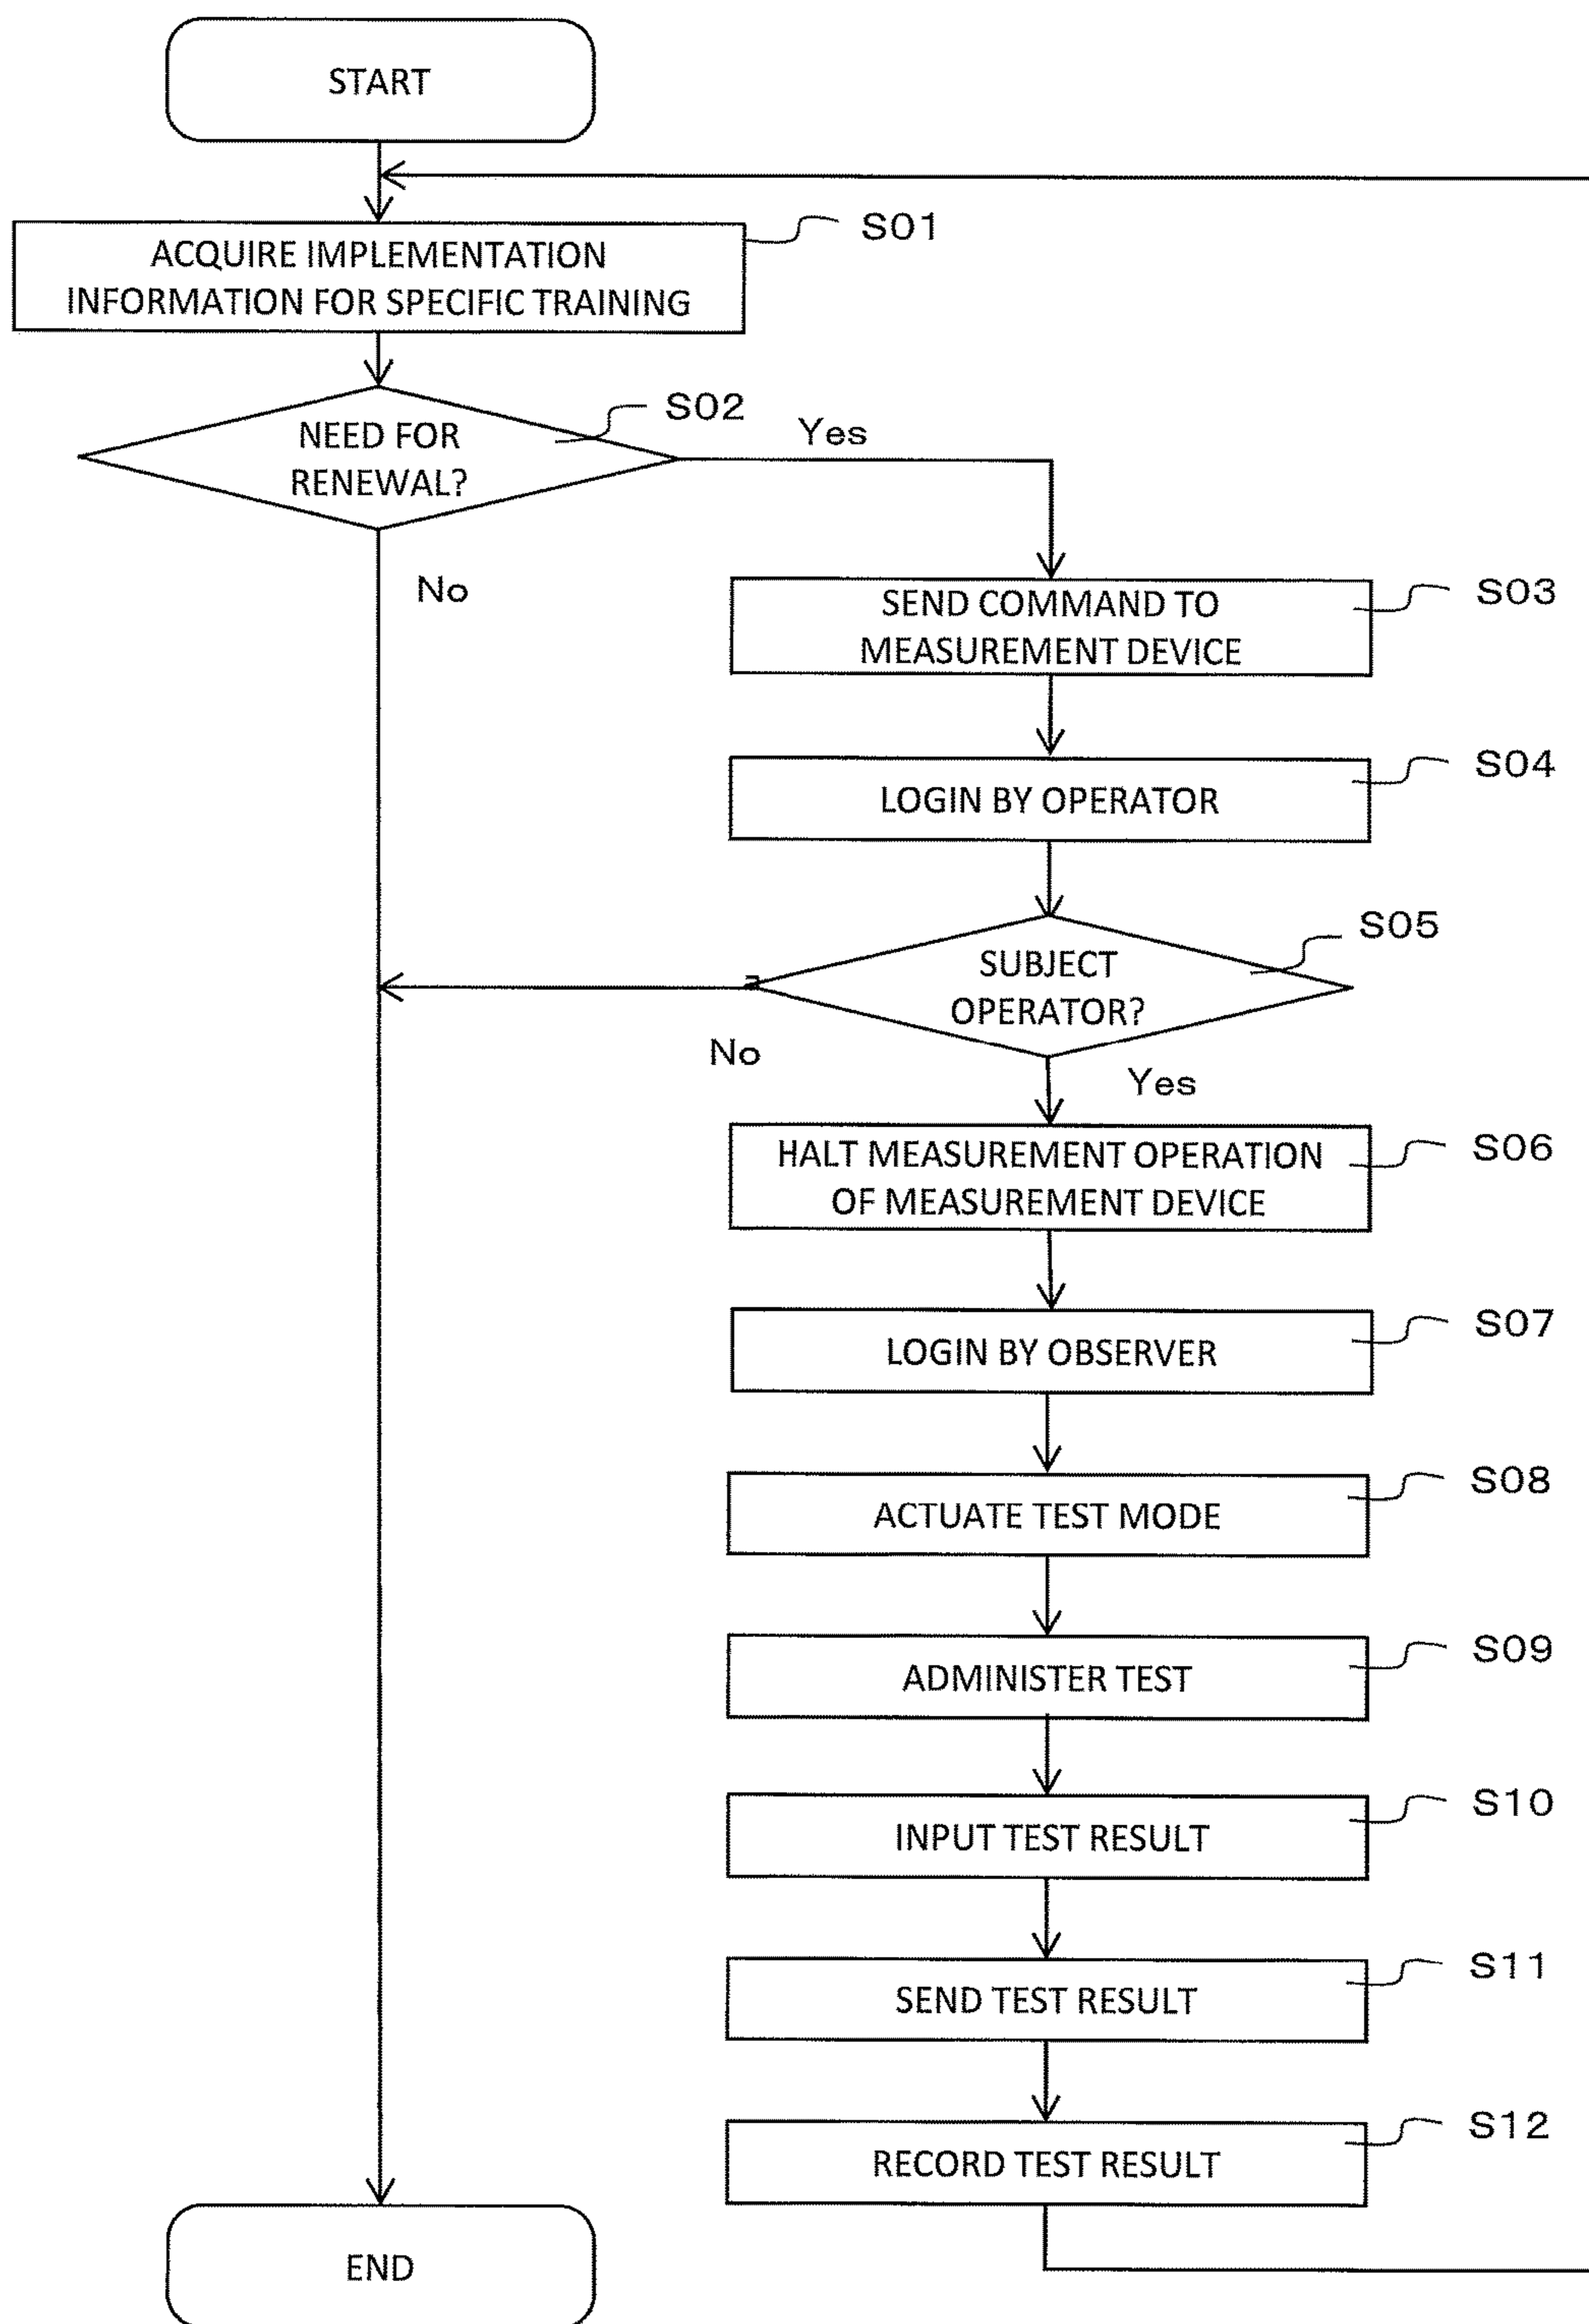 START
S01
ACQUIRE IMPLEMENTATION
INFORMATION FOR SPECIFIC TRAINING
S02
NEED FOR
RENEWAL?
Yes
No
S03
SEND COMMAND TO
MEASUREMENT DEVICE
S04
LOGIN BY OPERATOR
S05
SUBJECT
OPERATOR?
No
Yes
S06
HALT MEASUREMENT OPERATION
OF MEASUREMENT DEVICE
S07
LOGIN BY OBSERVER
S08
ACTUATE TEST MODE
S09
ADMINISTER TEST
S10
INPUT TEST RESULT
S11
SEND TEST RESULT
S12
RECORD TEST RESULT
END